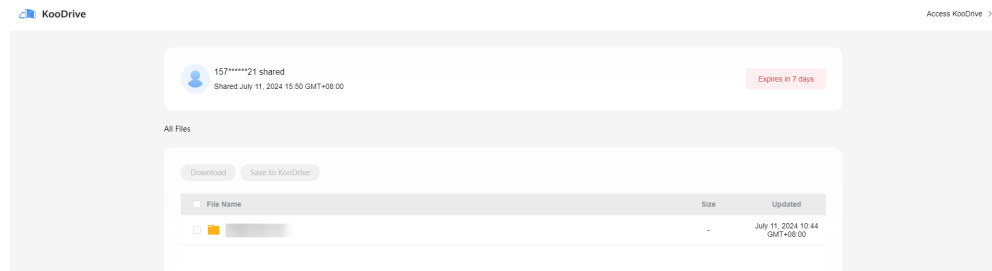 KooDrive
Access KooDrive >
157******21 shared
Shared:July 11, 2024 15:50 GMT+08:00
Expires in 7 days
All Files
Download Save to KooDrive
File Name Size Updated
- July 11, 2024 10:44
GMT+08:00